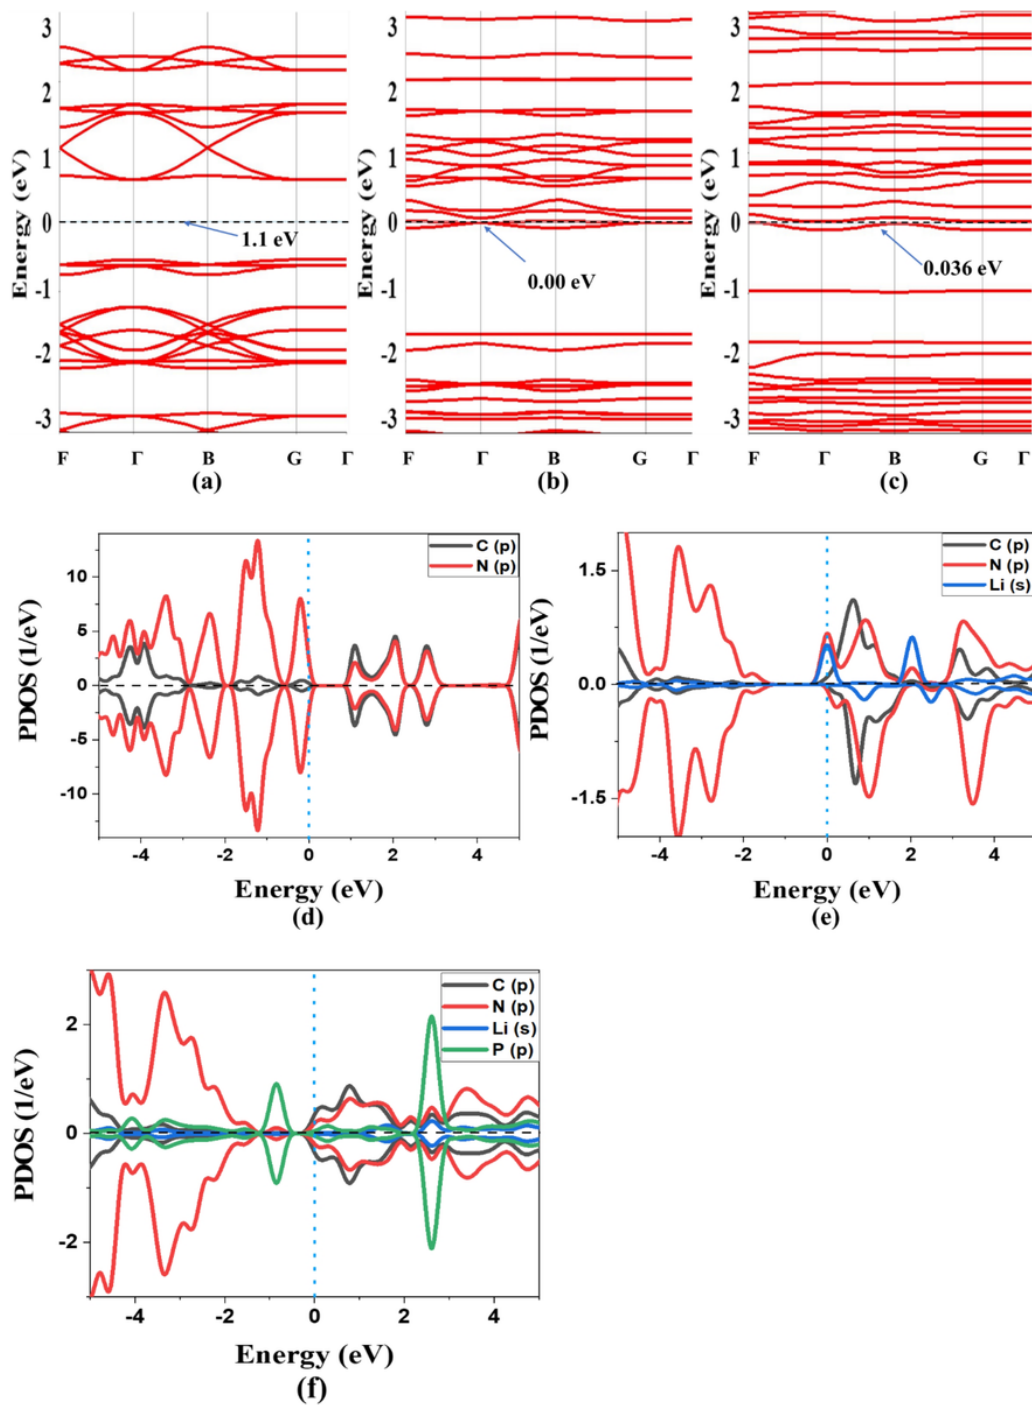 3
2
1
0
-1
-2
-3
Energy (eV)
1.1 eV
F Γ B G Γ
(a)
3
2
1
0
-1
-2
-3
Energy (eV)
0.00 eV
F Γ B G Γ
(b)
3
2
1
0
-1
-2
-3
Energy (eV)
0.036 eV
F Γ B G Γ
(c)
10
5
0
-5
-10
PDOS (1/eV)
C (p)
N (p)
-4 -2 0 2 4
Energy (eV)
(d)
1.5
0.0
-1.5
PDOS (1/eV)
C (p)
N (p)
Li (s)
-4 -2 0 2 4
Energy (eV)
(e)
2
0
-2
PDOS (1/eV)
C (p)
N (p)
Li (s)
P (p)
-4 -2 0 2 4
Energy (eV)
(f)